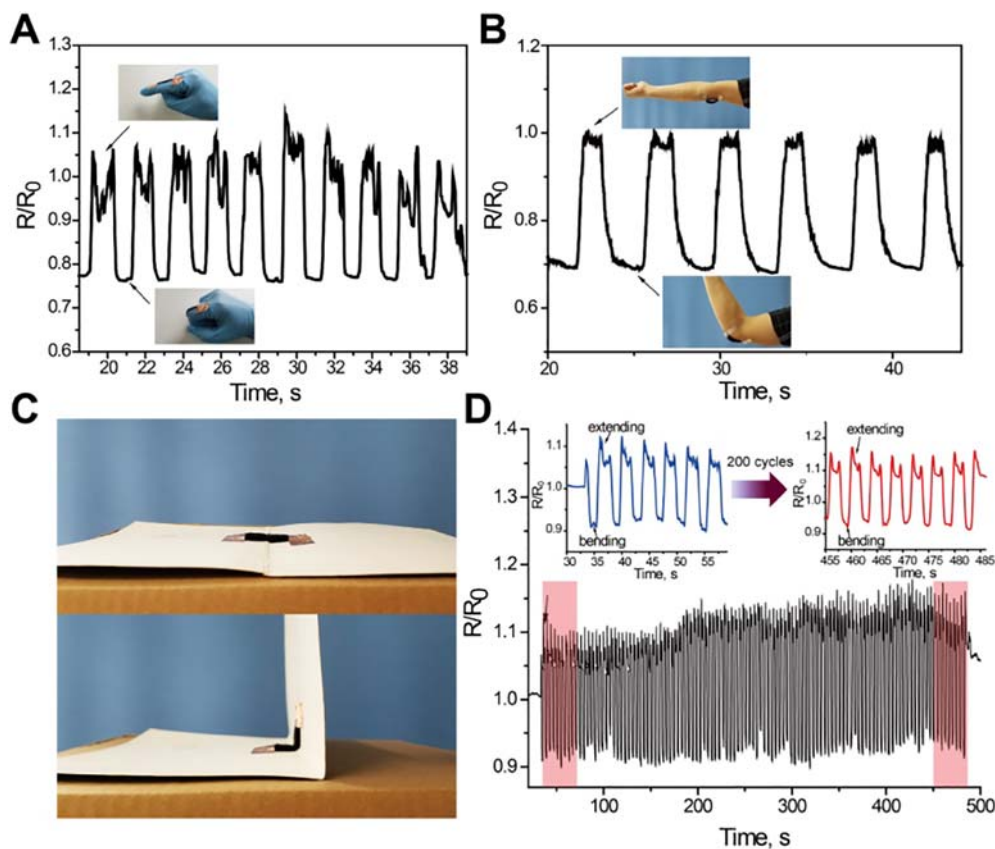 A
R/R0
1.3
1.2
1.1
1.0
0.9
0.8
0.7
0.6
20 22 24 26 28 30 32 34 36 38
Time, s
B
R/R0
1.2
1.0
0.8
0.6
20 30 40
Time, s
C
D
R/R0
1.4
1.3
1.2
1.1
1.0
0.9
100 200 300 400 500
Time, s
extending
R/R0
1.1
1.0
0.9
bending
30 35 40 45 50 55
Time, s
200 cycles
extending
R/R0
1.2
1.1
1.0
0.9
bending
455 460 465 470 475 480 485
Time, s